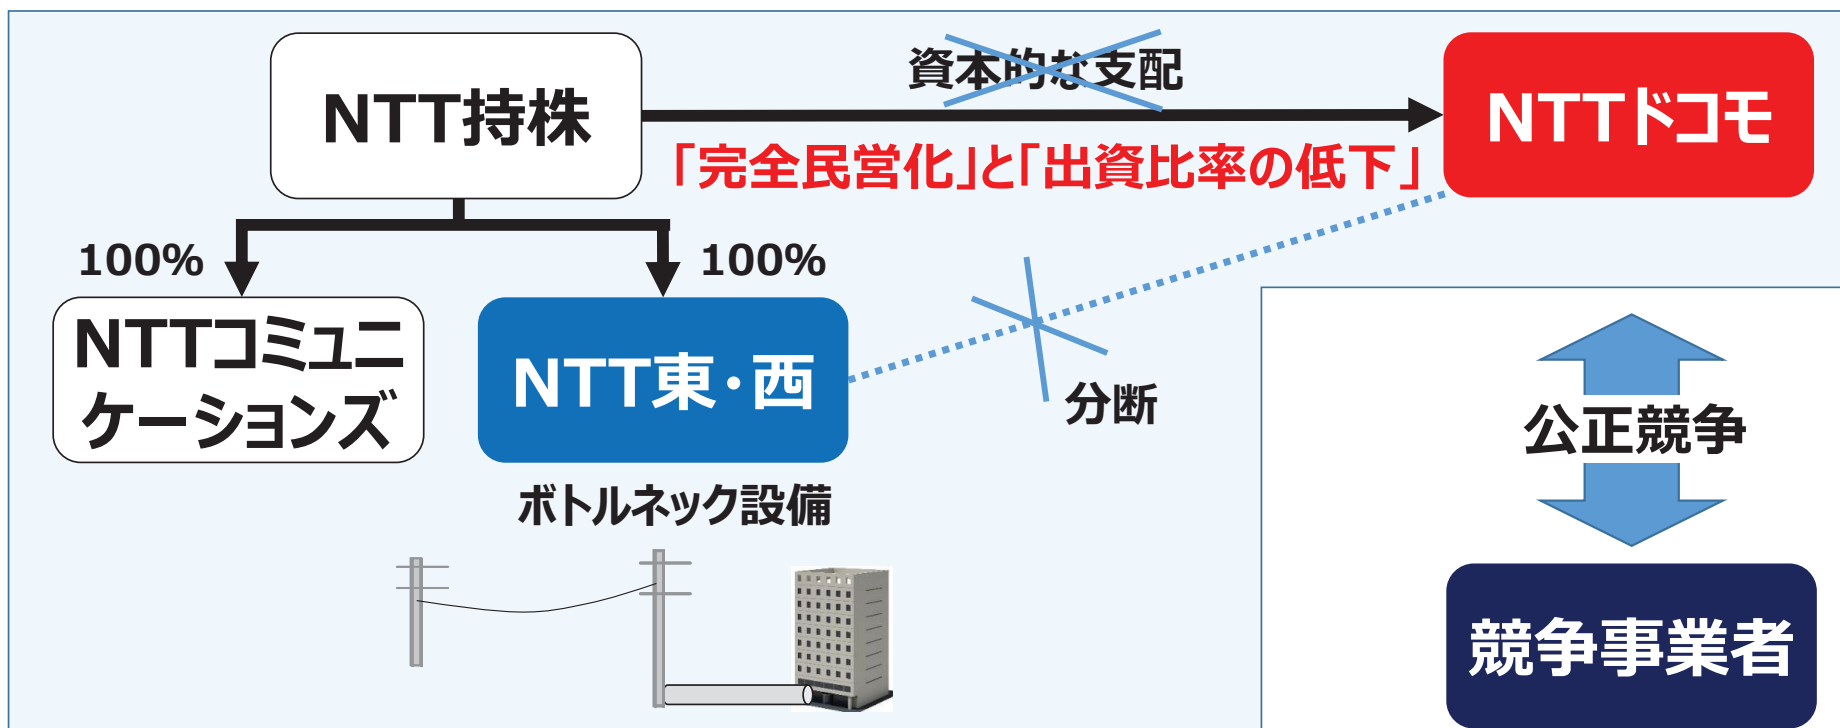 NTT持株
資本的な支配
「完全民営化」と「出資比率の低下」
NTTドコモ
100%
100%
NTTコミュニ
ケーションズ
NTT東・西
分断
ボトルネック設備
公正競争
競争事業者